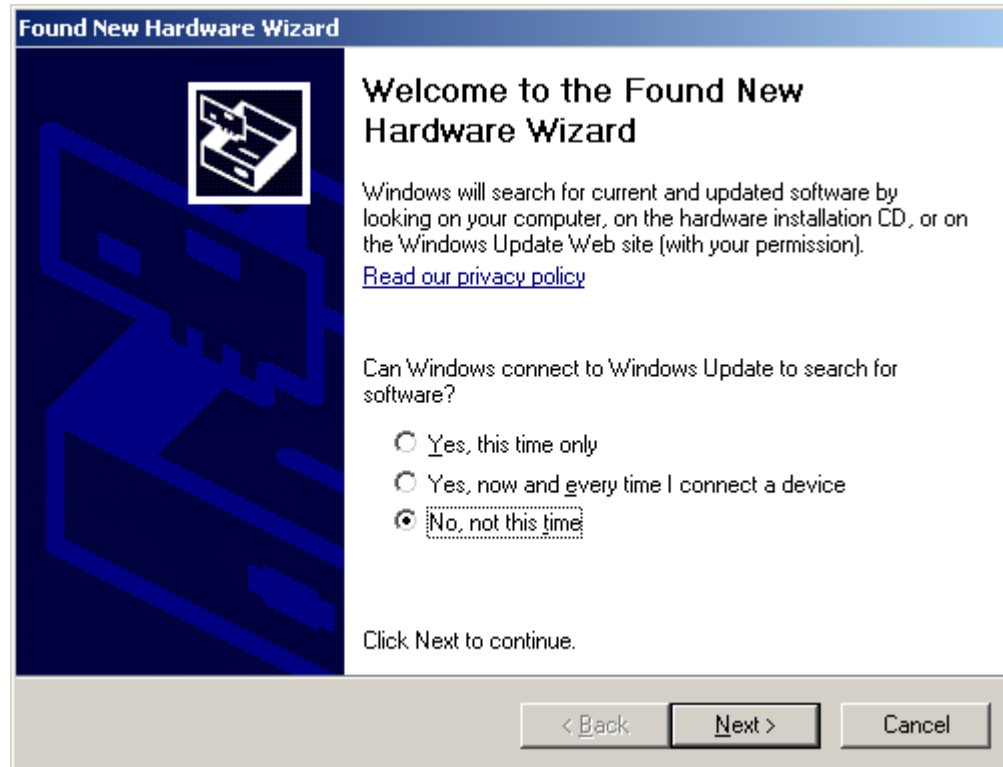 Found New Hardware Wizard
Welcome to the Found New
Hardware Wizard
Windows will search for current and updated software by
looking on your computer, on the hardware installation CD, or on
the Windows Update Web site (with your permission).
Read our privacy policy
Can Windows connect to Windows Update to search for
software?
Yes, this time only
Yes, now and every time I connect a device
No, not this time
Click Next to continue.
< Back Next > Cancel